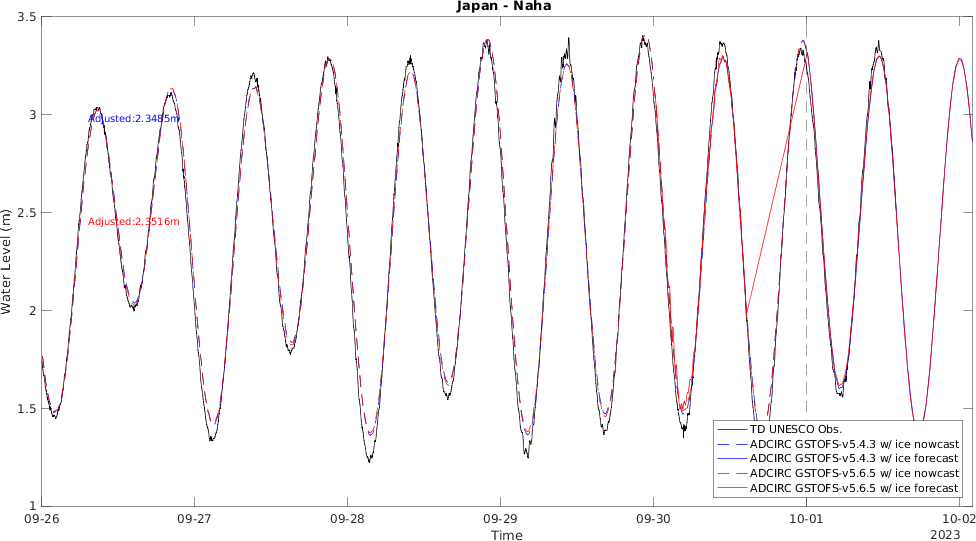 Japan - Naha
3.5
3
2.5
2
1.5
1
Water Level (m)
Adjusted:2.3485m
Adjusted:2.3516m
TD UNESCO Obs.
ADCIRC GSTOFS-v5.4.3 w/ ice nowcast
ADCIRC GSTOFS-v5.4.3 w/ ice forecast
ADCIRC GSTOFS-v5.6.5 w/ ice nowcast
ADCIRC GSTOFS-v5.6.5 w/ ice forecast
09-26 09-27 09-28 09-29 09-30 10-01 10-02
Time
2023